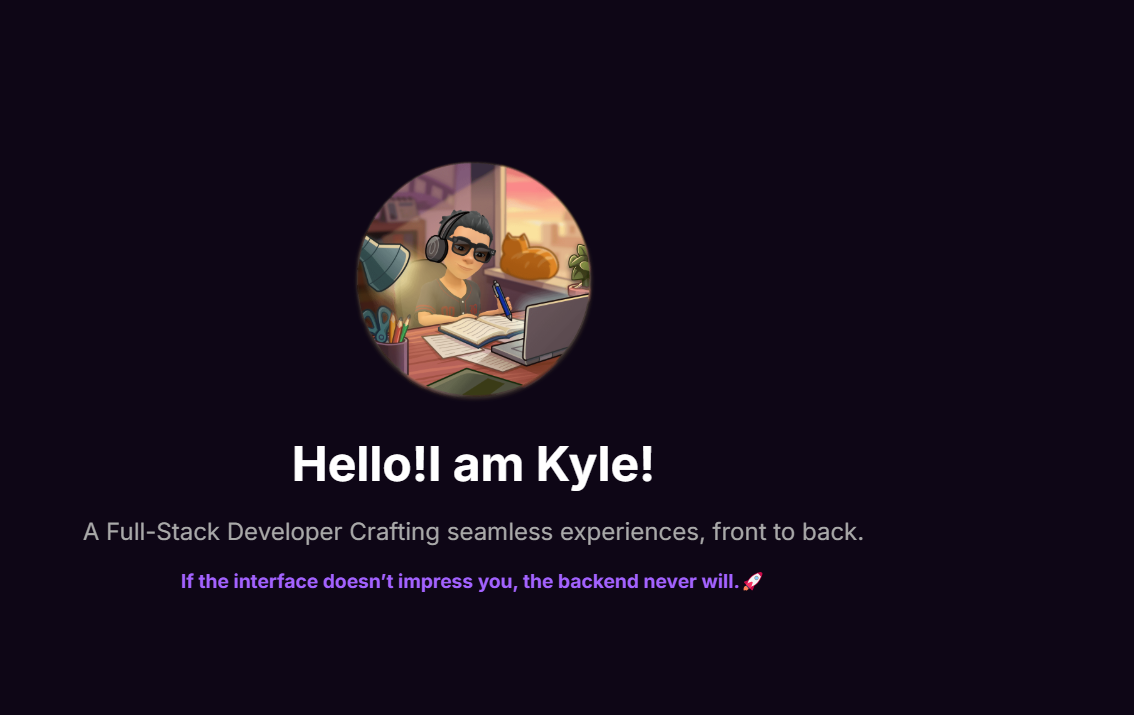 Hello!I am Kyle!
A Full-Stack Developer Crafting seamless experiences, front to back.
If the interface doesn’t impress you, the backend never will. 🚀